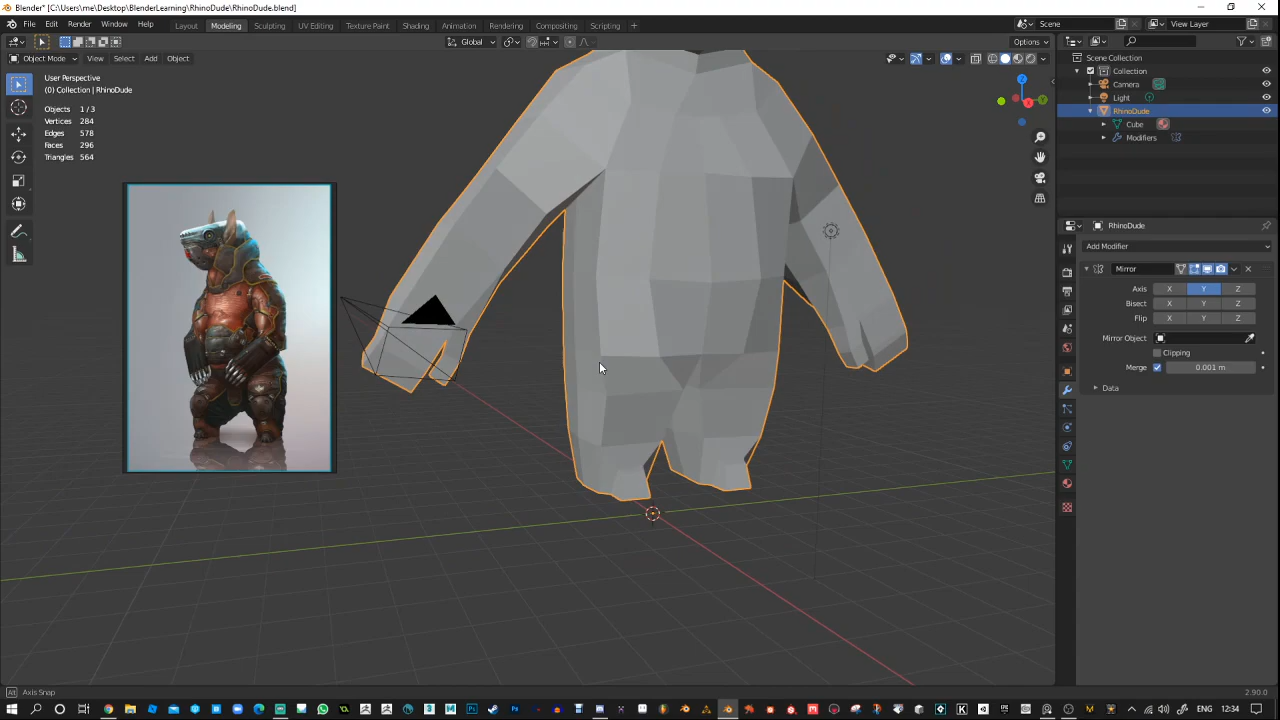 Blender* [C:\Users\me\Desktop\BlenderLearning\RhinoDude\RhinoDude.blend]
File Edit Render Window Help Layout Modeling Sculpting UV Editing Texture Paint Shading Animation Rendering Compositing Scripting Scene View Layer
Global Options
Object Mode View Select Add Object
User Perspective
(0) Collection | RhinoDude
Objects 1 / 3
Vertices 284
Edges 578
Faces 296
Triangles 564
Z
X
Y
Scene Collection
Collection
Camera
Light
RhinoDude
Cube
Modifiers
RhinoDude
Add Modifier
Mirror
Axis X Y Z
Bisect X Y Z
Flip X Y Z
Mirror Object
Clipping
Merge 0.001 m
Data
Alt Axis Snap 2.90.0
ENG 12:34